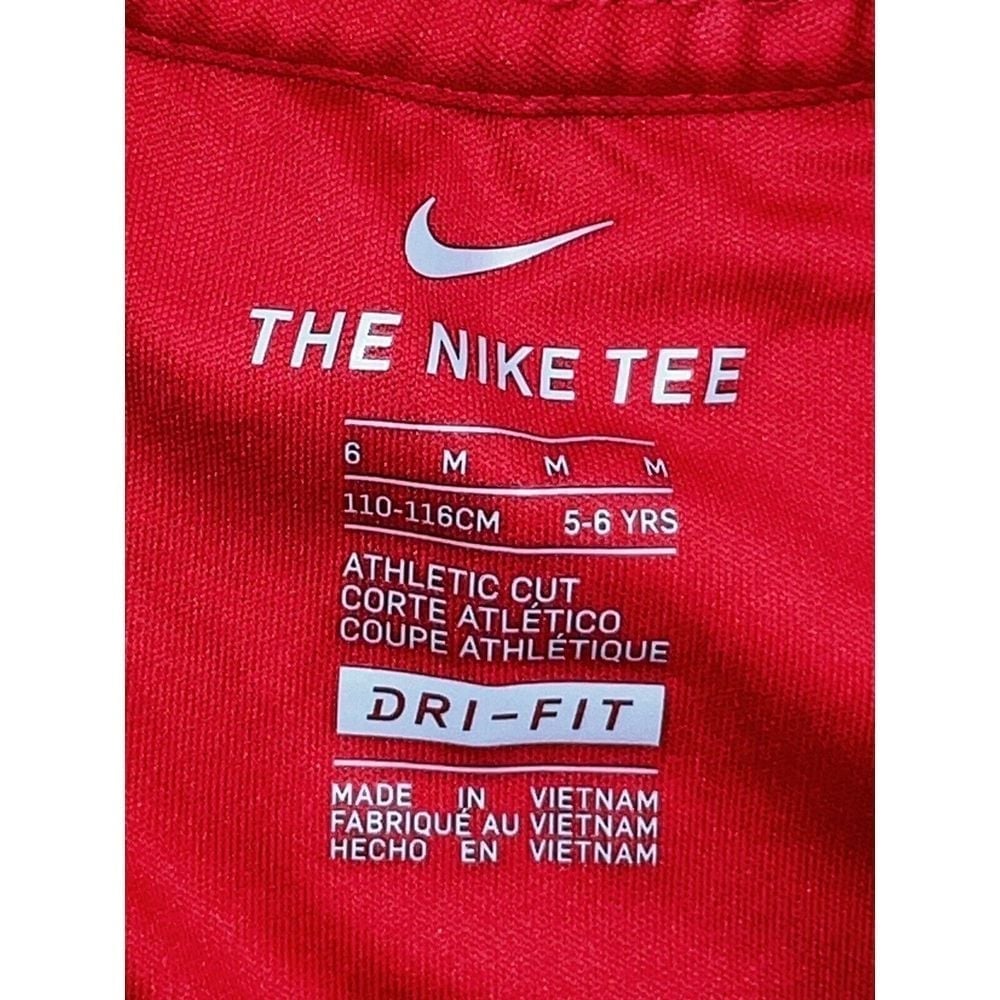 THE NIKE TEE
6 M M M
110-116CM 5-6 YRS
ATHLETIC CUT
CORTE ATLÉTICO
COUPE ATHLÉTIQUE
DRI-FIT
MADE IN VIETNAM
FABRIQUÉ AU VIETNAM
HECHO EN VIETNAM